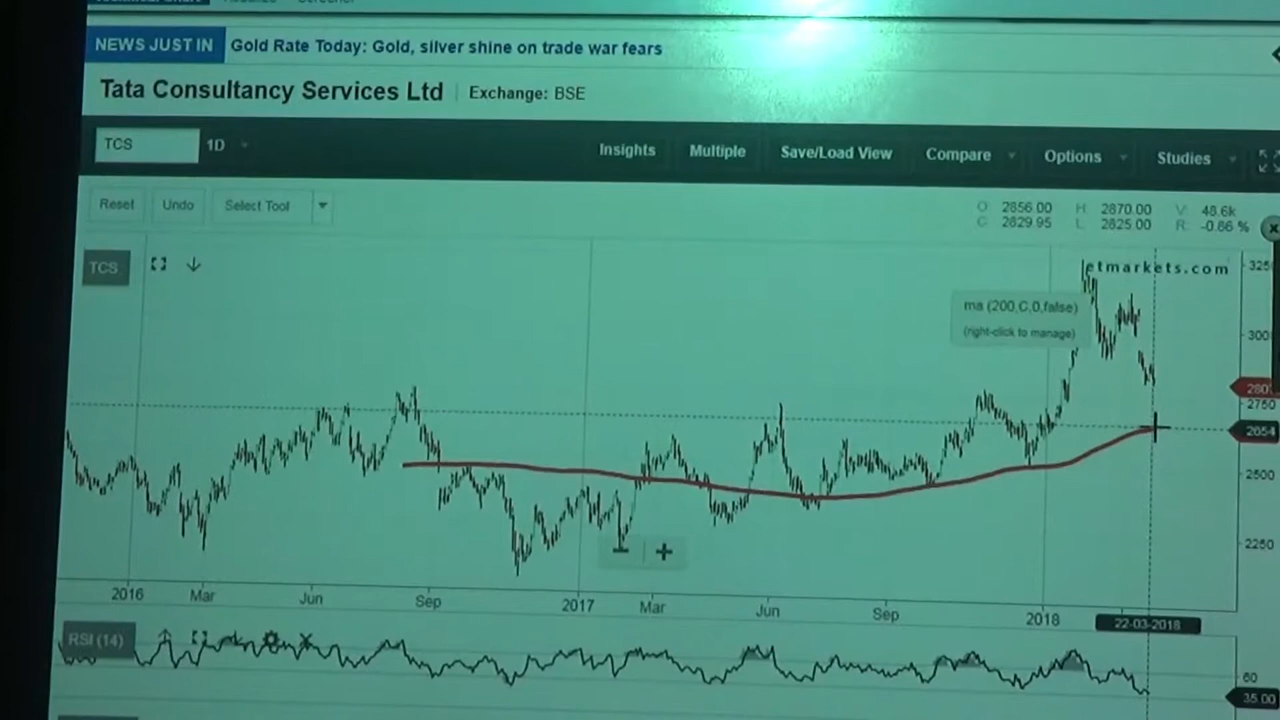 NEWS JUST IN Gold Rate Today: Gold, silver shine on trade war fears
Tata Consultancy Services Ltd Exchange: BSE
TCS 1D Insights Multiple Save/Load View Compare Options Studies
Reset Undo Select Tool
O 2856.00 H 2870.00 V 48.6k
C 2829.95 L 2825.00 R -0.86 %
TCS
etmarkets.com
ma (200,C,0,false)
(right-click to manage)
3000
2750
2500
2250
2016 Mar Jun Sep 2017 Mar Jun Sep 2018 22-03-2018
RSI (14)
60
35.00